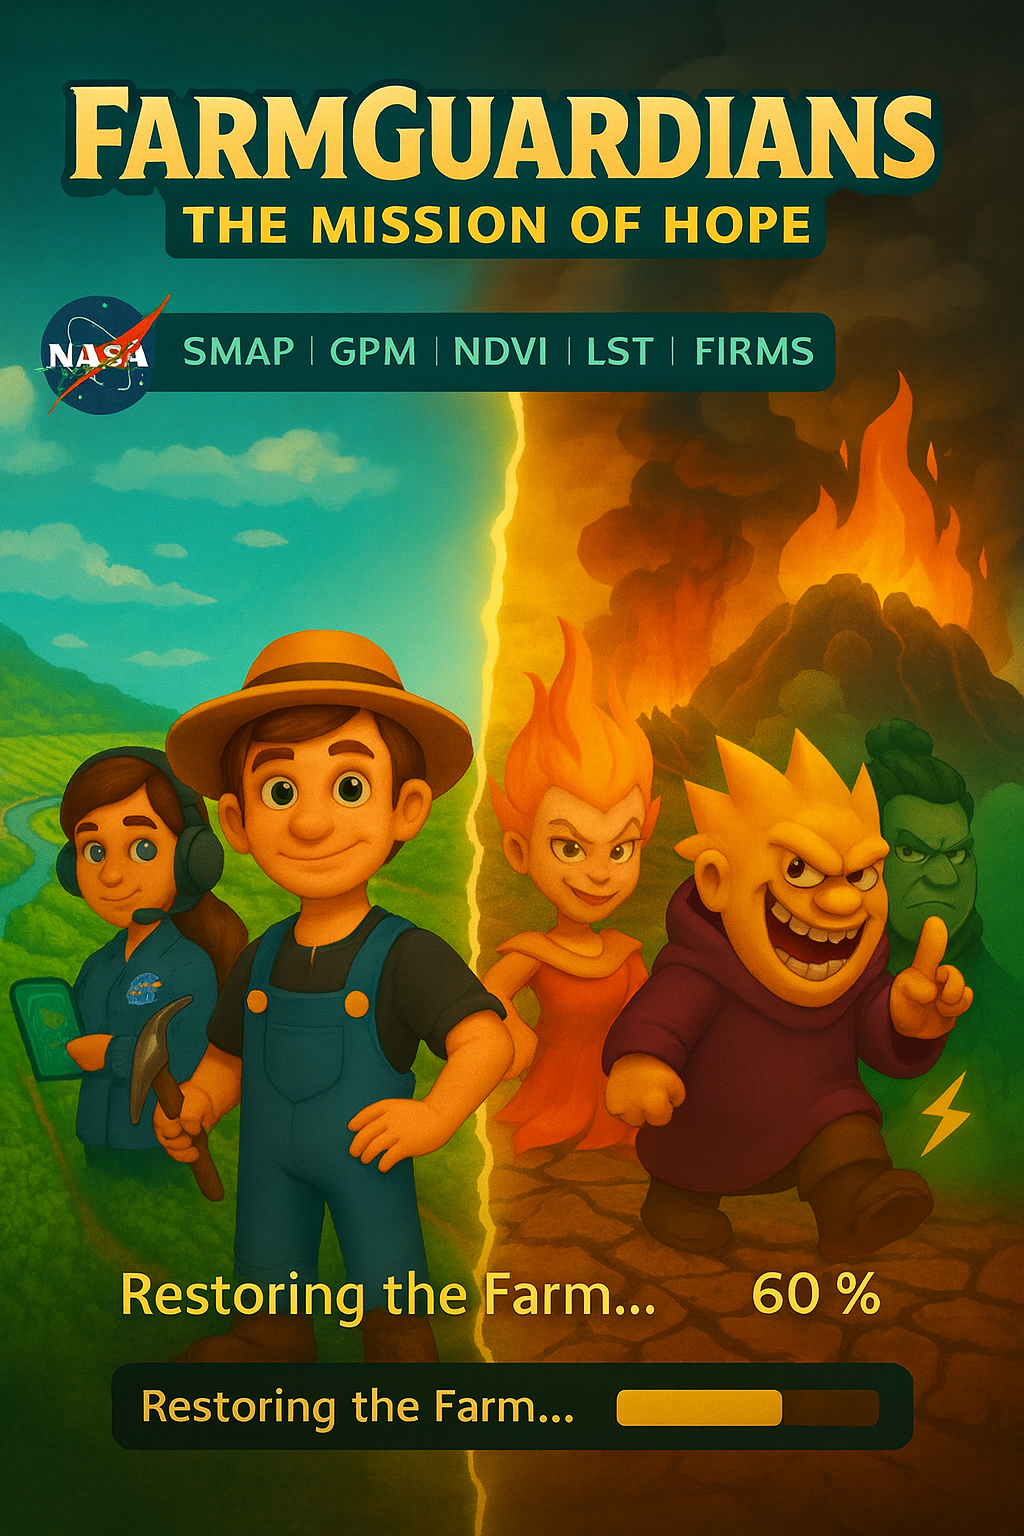 FARMGUARDIANS
THE MISSION OF HOPE
NASA SMAP | GPM | NDVI | LST | FIRMS
Restoring the Farm... 60 %
Restoring the Farm...